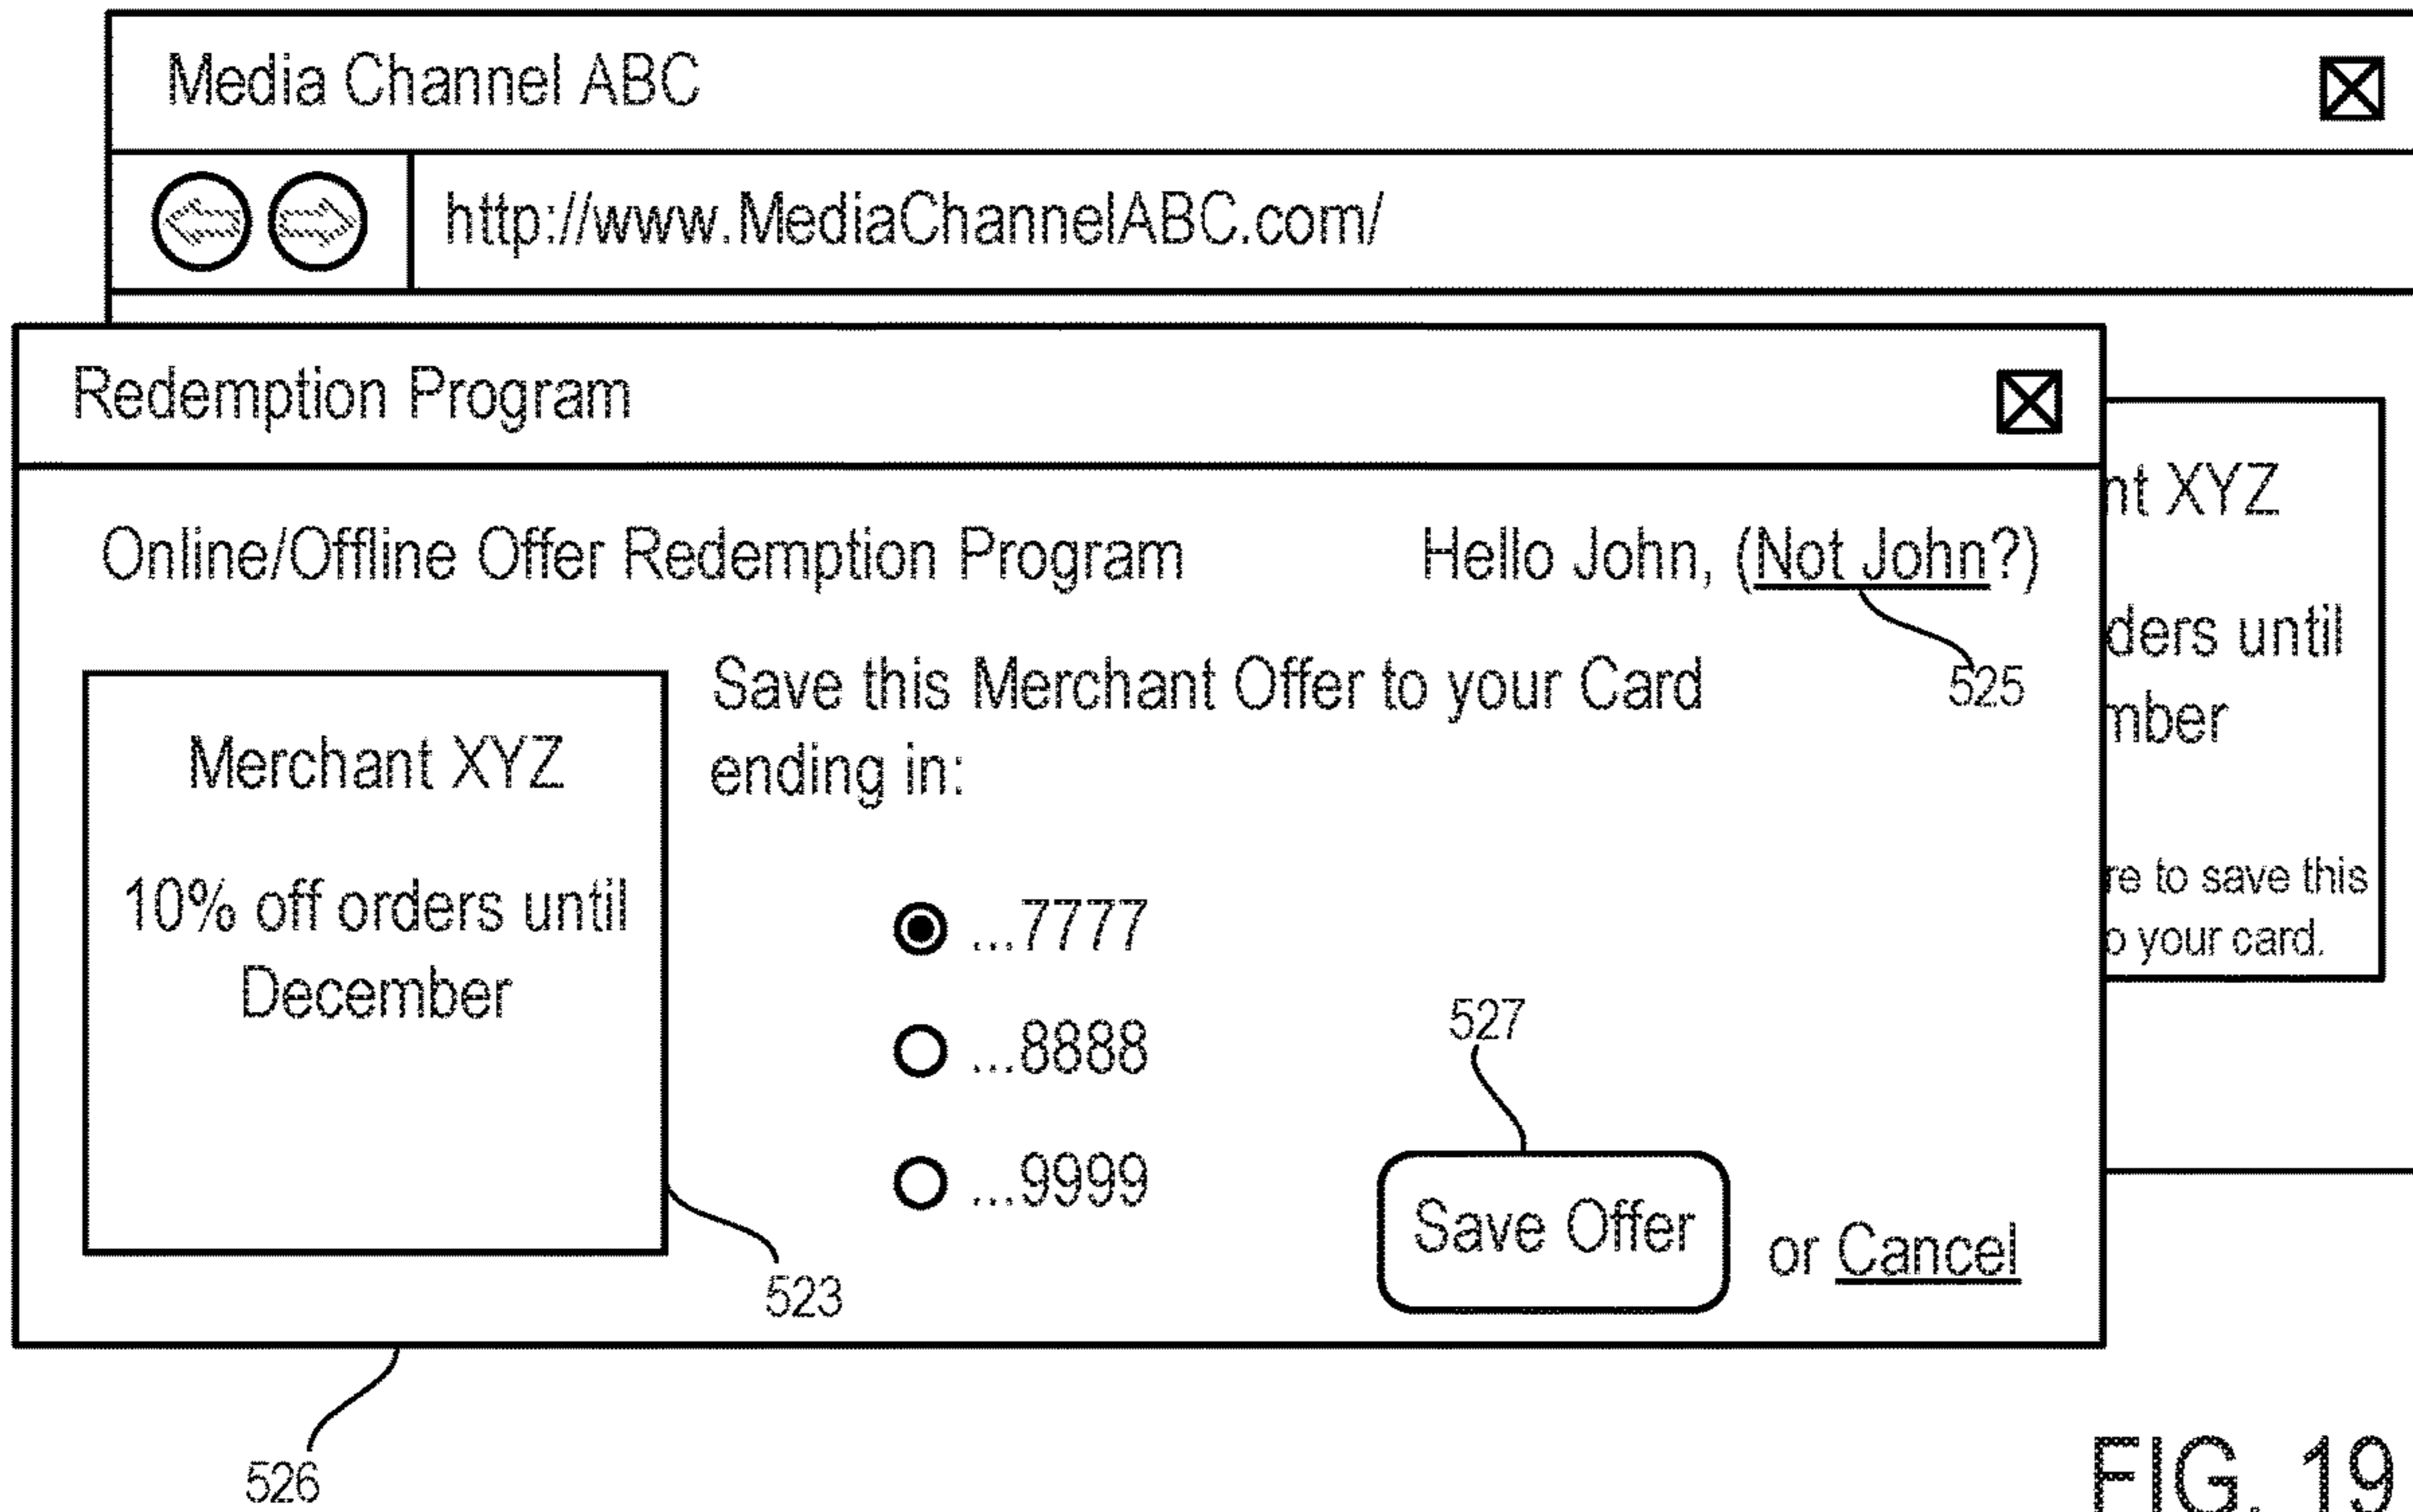 Media Channel ABC
http://www.MediaChannelABC.com/
Redemption Program
Online/Offline Offer Redemption Program
Hello John, (Not John?)
525
Save this Merchant Offer to your Card
ending in:
Merchant XYZ
10% off orders until
December
523
...7777
...8888
...9999
527
Save Offer
or Cancel
nt XYZ
ders until
mber
re to save this
o your card.
526
FIG. 19